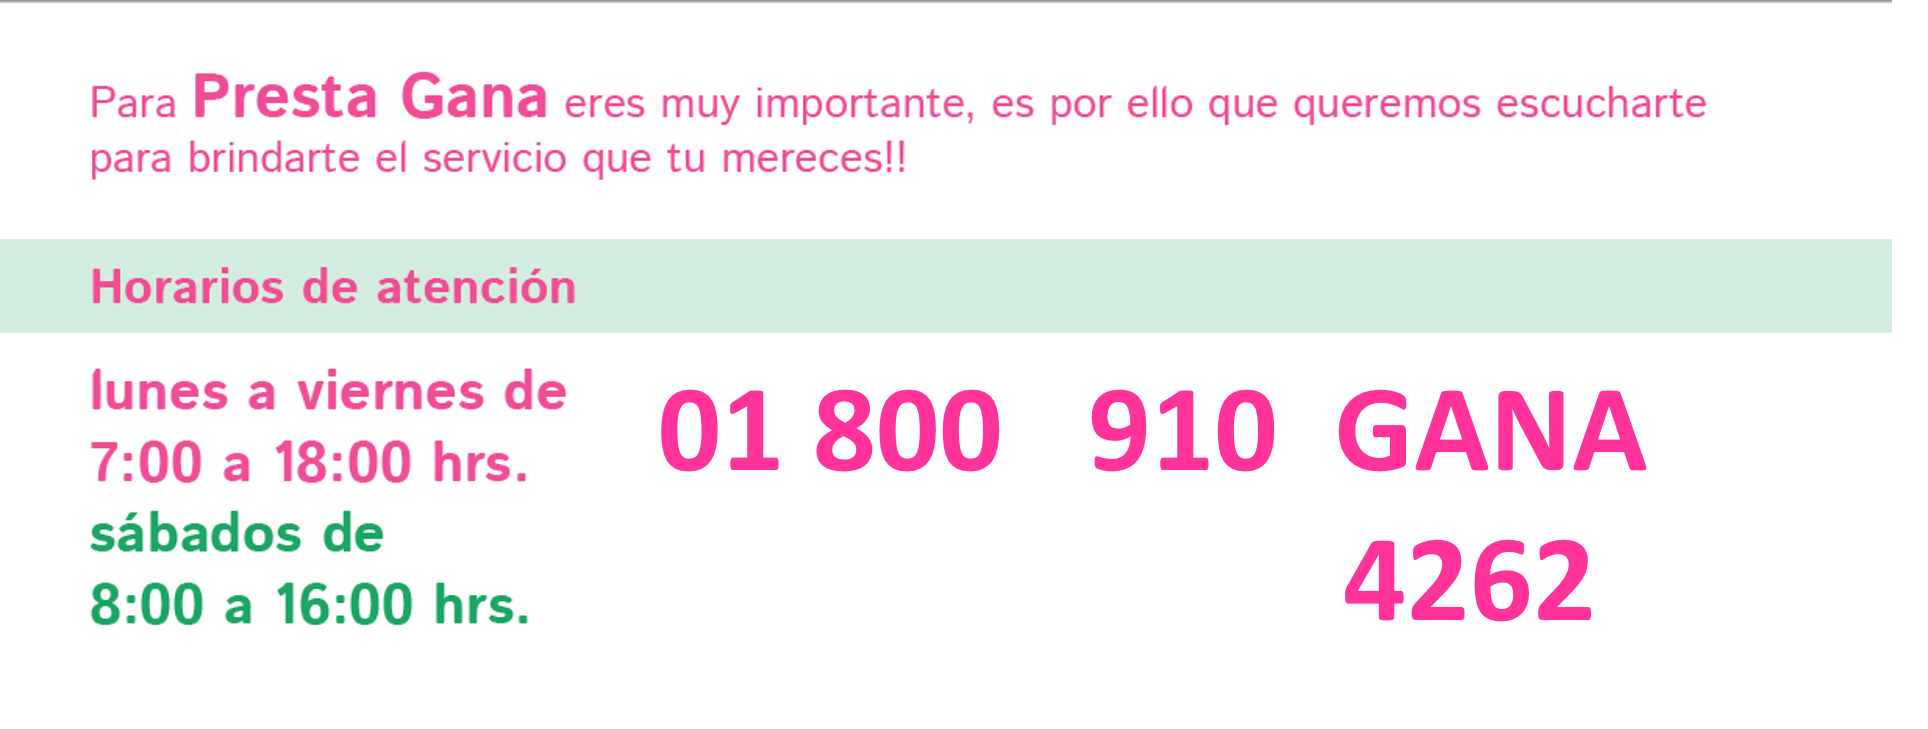 Para Presta Gana eres muy importante, es por ello que queremos escucharte
para brindarte el servicio que tu mereces!!
Horarios de atención
lunes a viernes de
7:00 a 18:00 hrs.
sábados de
8:00 a 16:00 hrs.
01 800 910 GANA
4262